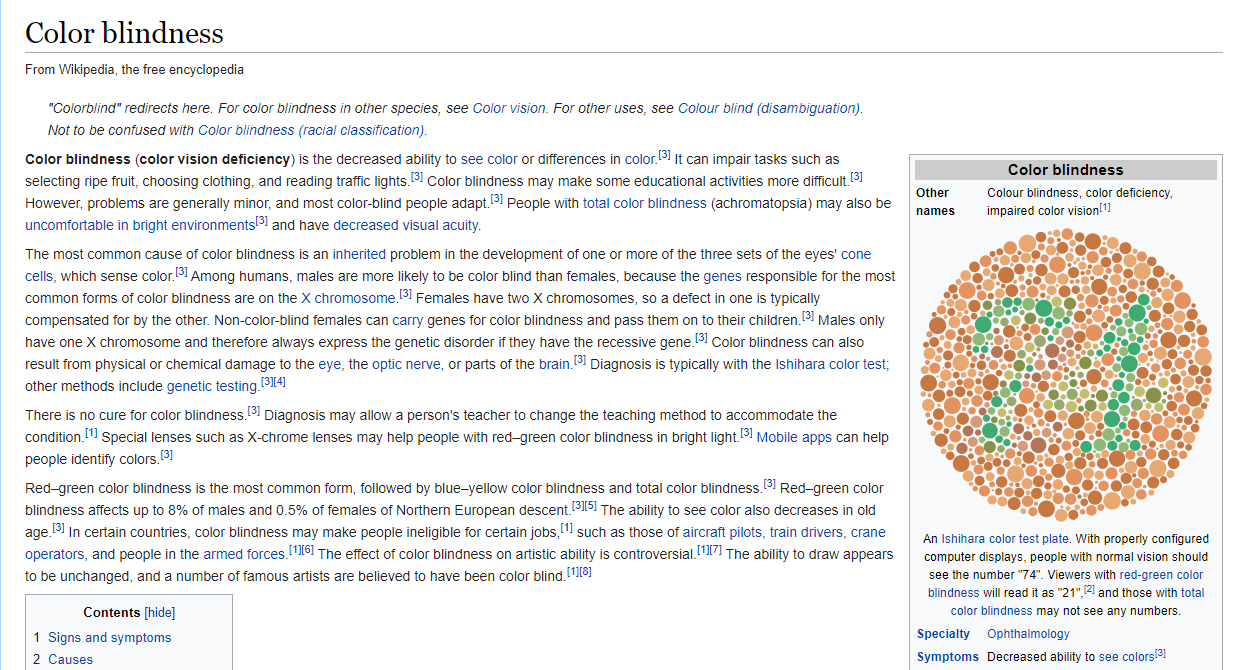 Color blindness
From Wikipedia, the free encyclopedia
"Colorblind" redirects here. For color blindness in other species, see Color vision. For other uses, see Colour blind (disambiguation).
Not to be confused with Color blindness (racial classification).
Color blindness (color vision deficiency) is the decreased ability to see color or differences in color.[3] It can impair tasks such as
selecting ripe fruit, choosing clothing, and reading traffic lights.[3] Color blindness may make some educational activities more difficult.[3]
However, problems are generally minor, and most color-blind people adapt.[3] People with total color blindness (achromatopsia) may also be
uncomfortable in bright environments[3] and have decreased visual acuity.
The most common cause of color blindness is an inherited problem in the development of one or more of the three sets of the eyes' cone
cells, which sense color.[3] Among humans, males are more likely to be color blind than females, because the genes responsible for the most
common forms of color blindness are on the X chromosome.[3] Females have two X chromosomes, so a defect in one is typically
compensated for by the other. Non-color-blind females can carry genes for color blindness and pass them on to their children.[3] Males only
have one X chromosome and therefore always express the genetic disorder if they have the recessive gene.[3] Color blindness can also
result from physical or chemical damage to the eye, the optic nerve, or parts of the brain.[3] Diagnosis is typically with the Ishihara color test;
other methods include genetic testing.[3][4]
There is no cure for color blindness.[3] Diagnosis may allow a person's teacher to change the teaching method to accommodate the
condition.[1] Special lenses such as X-chrome lenses may help people with red–green color blindness in bright light.[3] Mobile apps can help
people identify colors.[3]
Red–green color blindness is the most common form, followed by blue–yellow color blindness and total color blindness.[3] Red–green color
blindness affects up to 8% of males and 0.5% of females of Northern European descent.[3][5] The ability to see color also decreases in old
age.[3] In certain countries, color blindness may make people ineligible for certain jobs,[1] such as those of aircraft pilots, train drivers, crane
operators, and people in the armed forces.[1][6] The effect of color blindness on artistic ability is controversial.[1][7] The ability to draw appears
to be unchanged, and a number of famous artists are believed to have been color blind.[1][8]
Contents [hide]
1 Signs and symptoms
2 Causes
Color blindness
Other names Colour blindness, color deficiency,
impaired color vision[1]
74
An Ishihara color test plate. With properly configured
computer displays, people with normal vision should
see the number "74". Viewers with red-green color
blindness will read it as "21",[2] and those with total
color blindness may not see any numbers.
Specialty Ophthalmology
Symptoms Decreased ability to see colors[3]